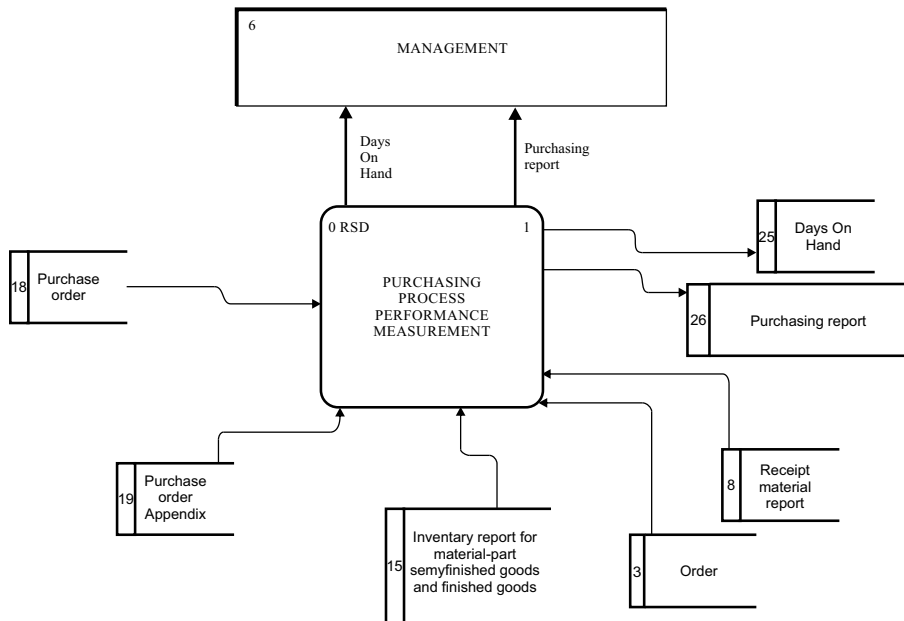 6
MANAGEMENT
Days
On
Hand
Purchasing
report
0 RSD 1
PURCHASING
PROCESS
PERFORMANCE
MEASUREMENT
25
Days On
Hand
26
Purchasing report
18
Purchase
order
19
Purchase
order
Appendix
15
Inventary report for
material-part
semyfinished goods
and finished goods
3
Order
8
Receipt
material
report